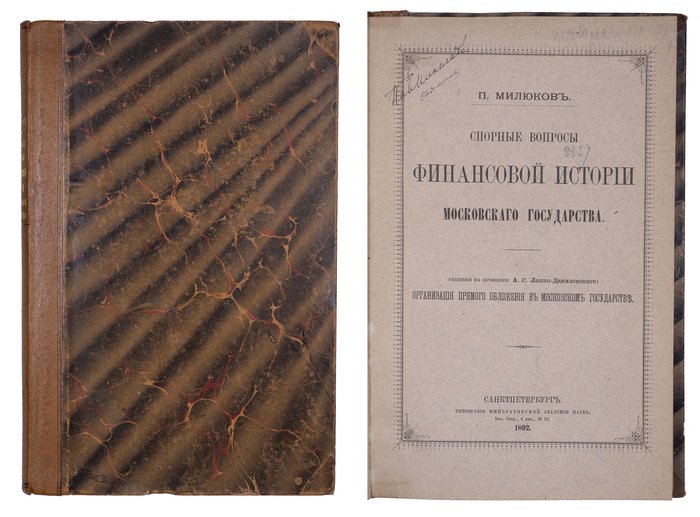 П. МИЛЮКОВЪ.
СПОРНЫЕ ВОПРОСЫ
3257
ФИНАНСОВОЙ ИСТОРІИ
МОСКОВСКАГО ГОСУДАРСТВА.
РЕЦЕНЗІЯ НА СОЧИНЕНІЕ А. С. Лаппо-Данилевскаго:
ОРГАНИЗАЦІЯ ПРЯМОГО ОБЛОЖЕНІЯ ВЪ МОСКОВСКОМЪ ГОСУДАРСТВѢ.
САНКТПЕТЕРБУРГЪ.
ТИПОГРАФІЯ ИМПЕРАТОРСКОЙ АКАДЕМІИ НАУКЪ.
Вас. Остр., 9 лин., № 12.
1892.